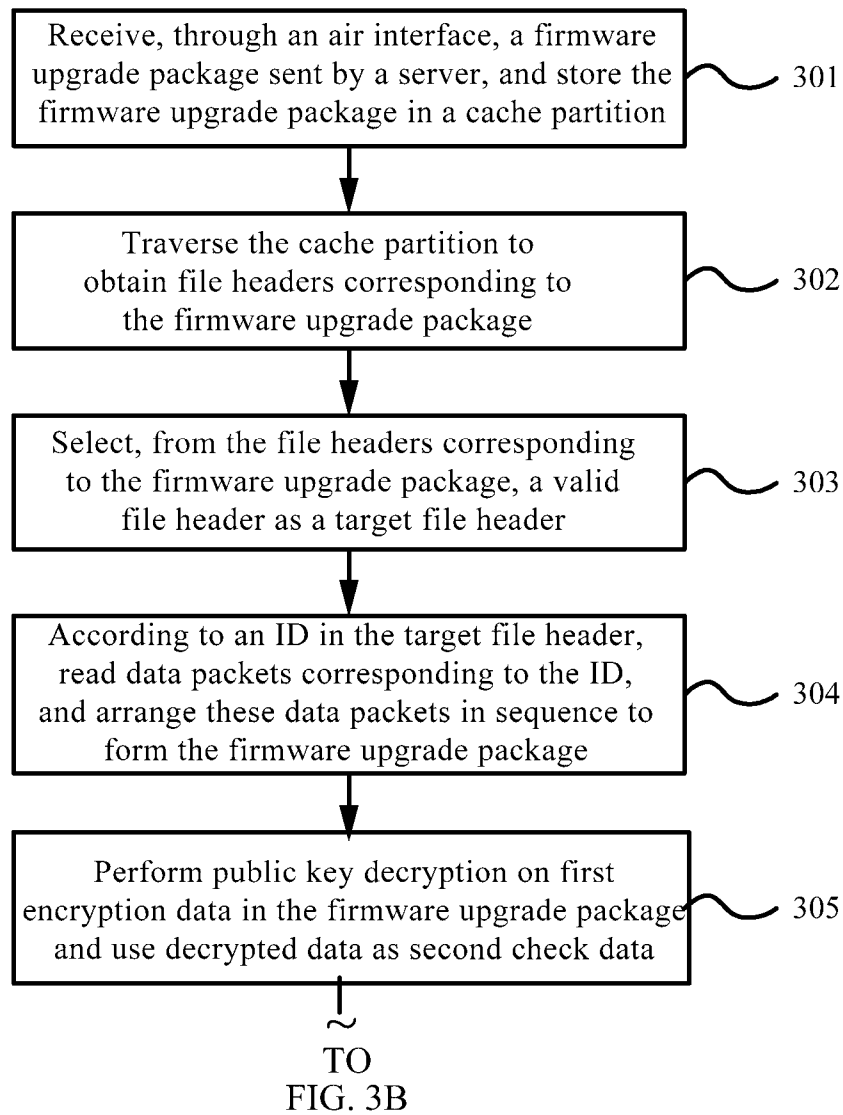 Receive, through an air interface, a firmware
upgrade package sent by a server, and store the
firmware upgrade package in a cache partition
301
Traverse the cache partition to
obtain file headers corresponding to
the firmware upgrade package
302
Select, from the file headers corresponding
to the firmware upgrade package, a valid
file header as a target file header
303
According to an ID in the target file header,
read data packets corresponding to the ID,
and arrange these data packets in sequence to
form the firmware upgrade package
304
Perform public key decryption on first
encryption data in the firmware upgrade package
and use decrypted data as second check data
305
TO
FIG. 3B